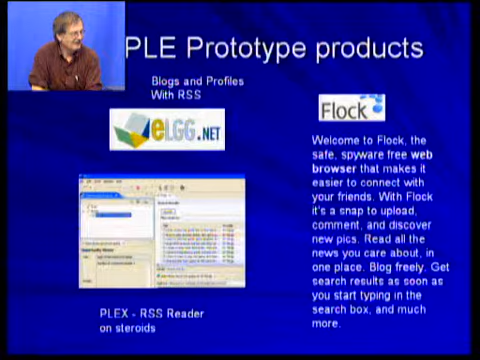 PLE Prototype products
Blogs and Profiles
With RSS
eLGG.NET
Flock
Welcome to Flock, the
safe, spyware free web
browser that makes it
easier to connect with
your friends. With Flock
it's a snap to upload,
comment, and discover
new pics. Read all the
news you care about, in
one place. Blog freely. Get
search results as soon as
you start typing in the
search box, and much
more.
PLEX - RSS Reader
on steroids